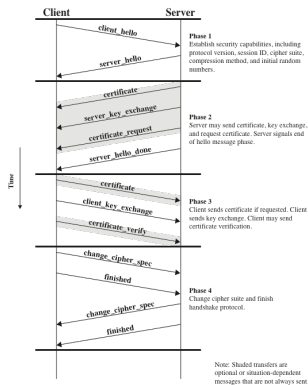 Client Server
client_hello
server_hello
Phase 1
Establish security capabilities, including
protocol version, session ID, cipher suite,
compression method, and initial random
numbers.
certificate
server_key_exchange
certificate_request
server_hello_done
Phase 2
Server may send certificate, key exchange,
and request certificate. Server signals end
of hello message phase.
Time
certificate
client_key_exchange
certificate_verify
Phase 3
Client sends certificate if requested. Client
sends key exchange. Client may send
certificate verification.
change_cipher_spec
finished
change_cipher_spec
finished
Phase 4
Change cipher suite and finish
handshake protocol.
Note: Shaded transfers are
optional or situation-dependent
messages that are not always sent